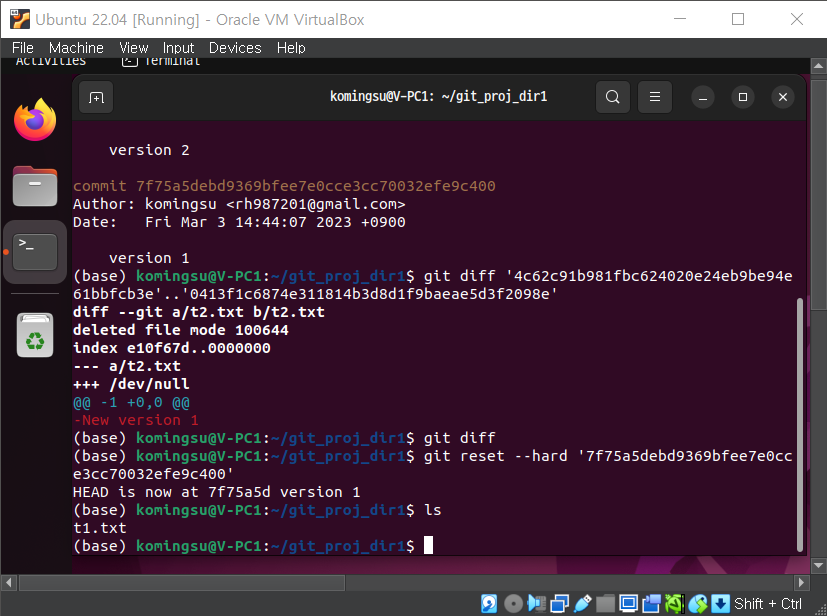 Ubuntu 22.04 [Running] - Oracle VM VirtualBox
File Machine View Input Devices Help
Activities Terminal
komingsu@V-PC1: ~/git_proj_dir1
version 2
commit 7f75a5debd9369bfee7e0cce3cc70032efe9c400
Author: komingsu <rh987201@gmail.com>
Date:   Fri Mar 3 14:44:07 2023 +0900
version 1
(base) komingsu@V-PC1:~/git_proj_dir1$ git diff '4c62c91b981fbc624020e24eb9be94e
61bbfcb3e'..'0413f1c6874e311814b3d8d1f9baeae5d3f2098e'
diff --git a/t2.txt b/t2.txt
deleted file mode 100644
index e10f67d..0000000
--- a/t2.txt
+++ /dev/null
@@ -1 +0,0 @@
-New version 1
(base) komingsu@V-PC1:~/git_proj_dir1$ git diff
(base) komingsu@V-PC1:~/git_proj_dir1$ git reset --hard '7f75a5debd9369bfee7e0cc
e3cc70032efe9c400'
HEAD is now at 7f75a5d version 1
(base) komingsu@V-PC1:~/git_proj_dir1$ ls
t1.txt
(base) komingsu@V-PC1:~/git_proj_dir1$
Shift + Ctrl